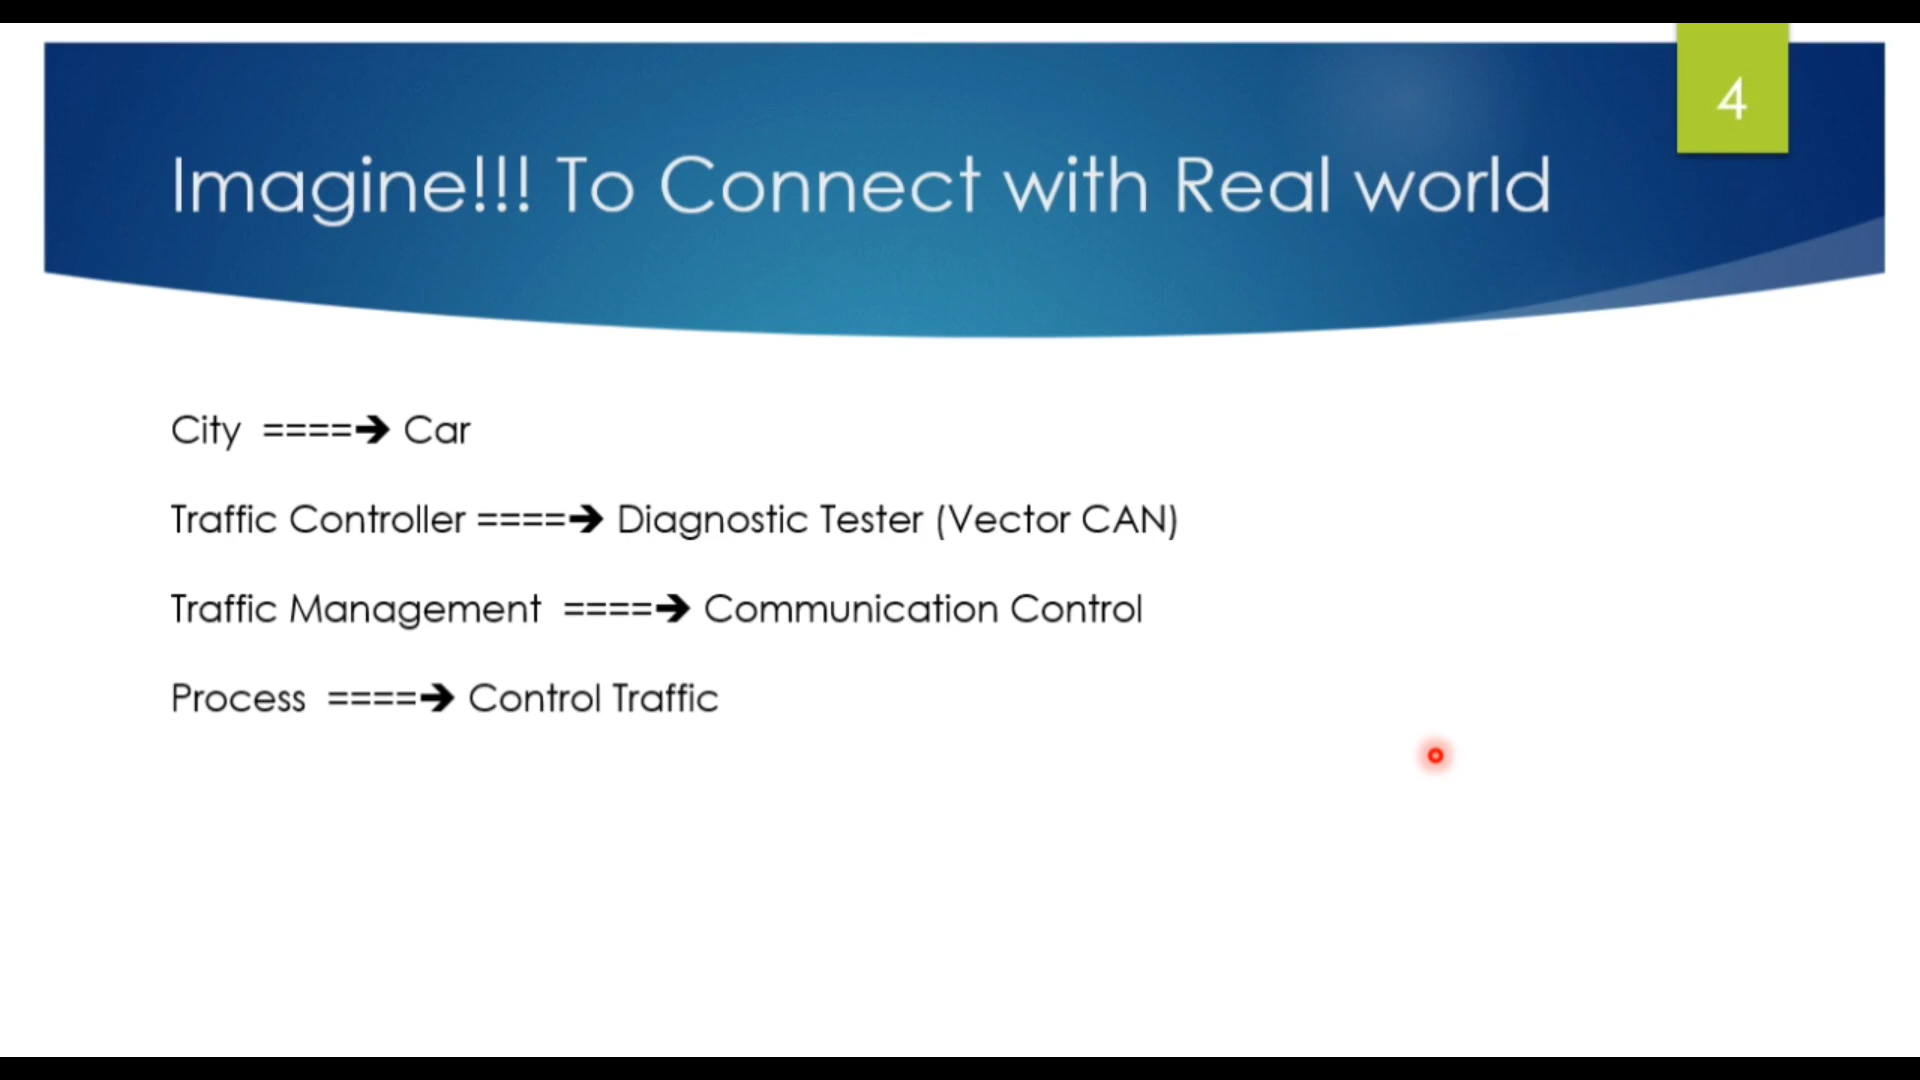 4
Imagine!!! To Connect with Real world
City ====➔ Car
Traffic Controller ====➔ Diagnostic Tester (Vector CAN)
Traffic Management ====➔ Communication Control
Process ====➔ Control Traffic